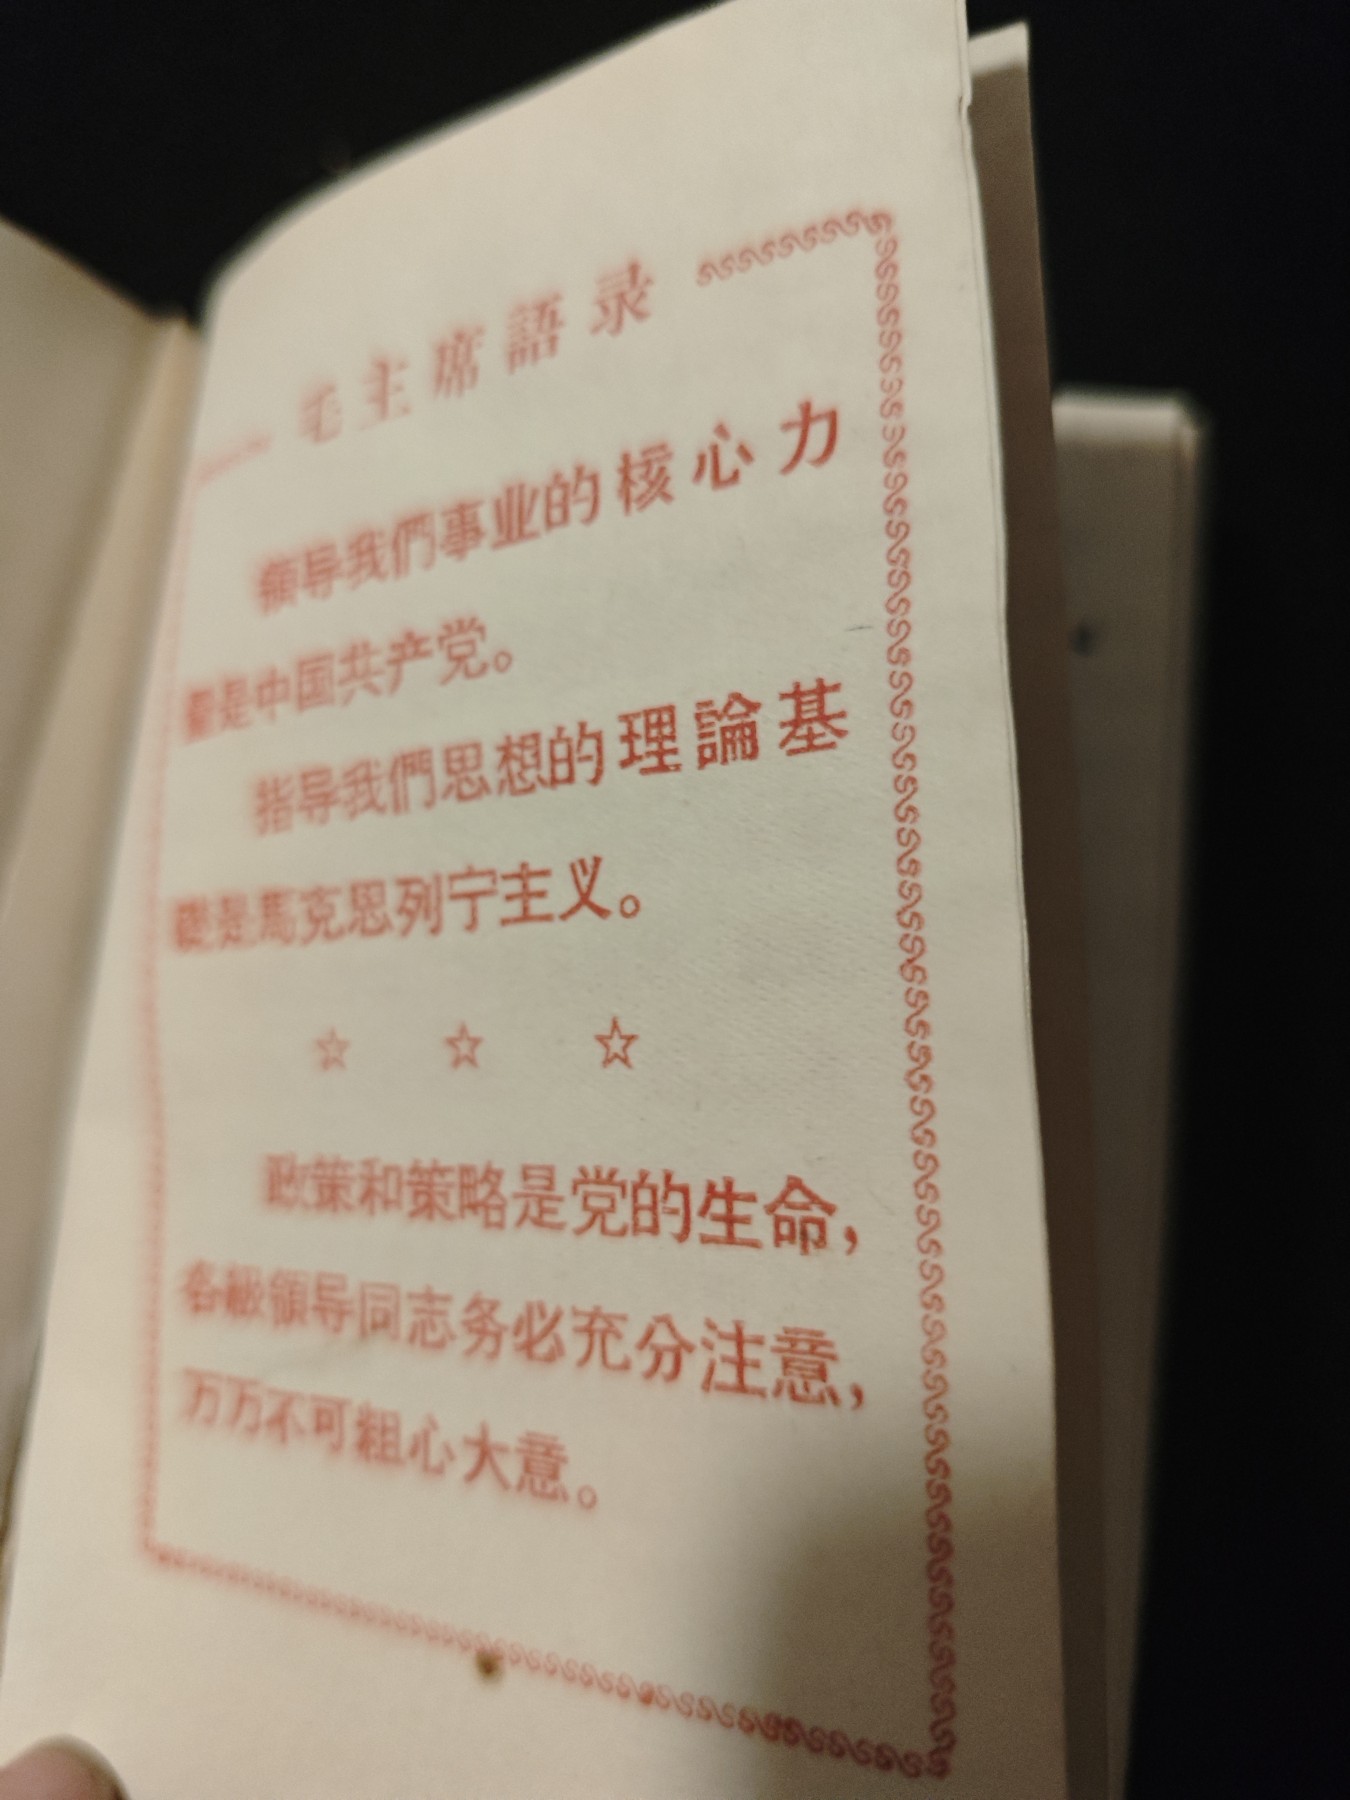 毛主席語录
領导我們事业的核心力
量是中国共产党。
指导我們思想的理論基
礎是馬克思列宁主义。
☆ ☆ ☆
政策和策略是党的生命，
各級領导同志务必充分注意，
万万不可粗心大意。